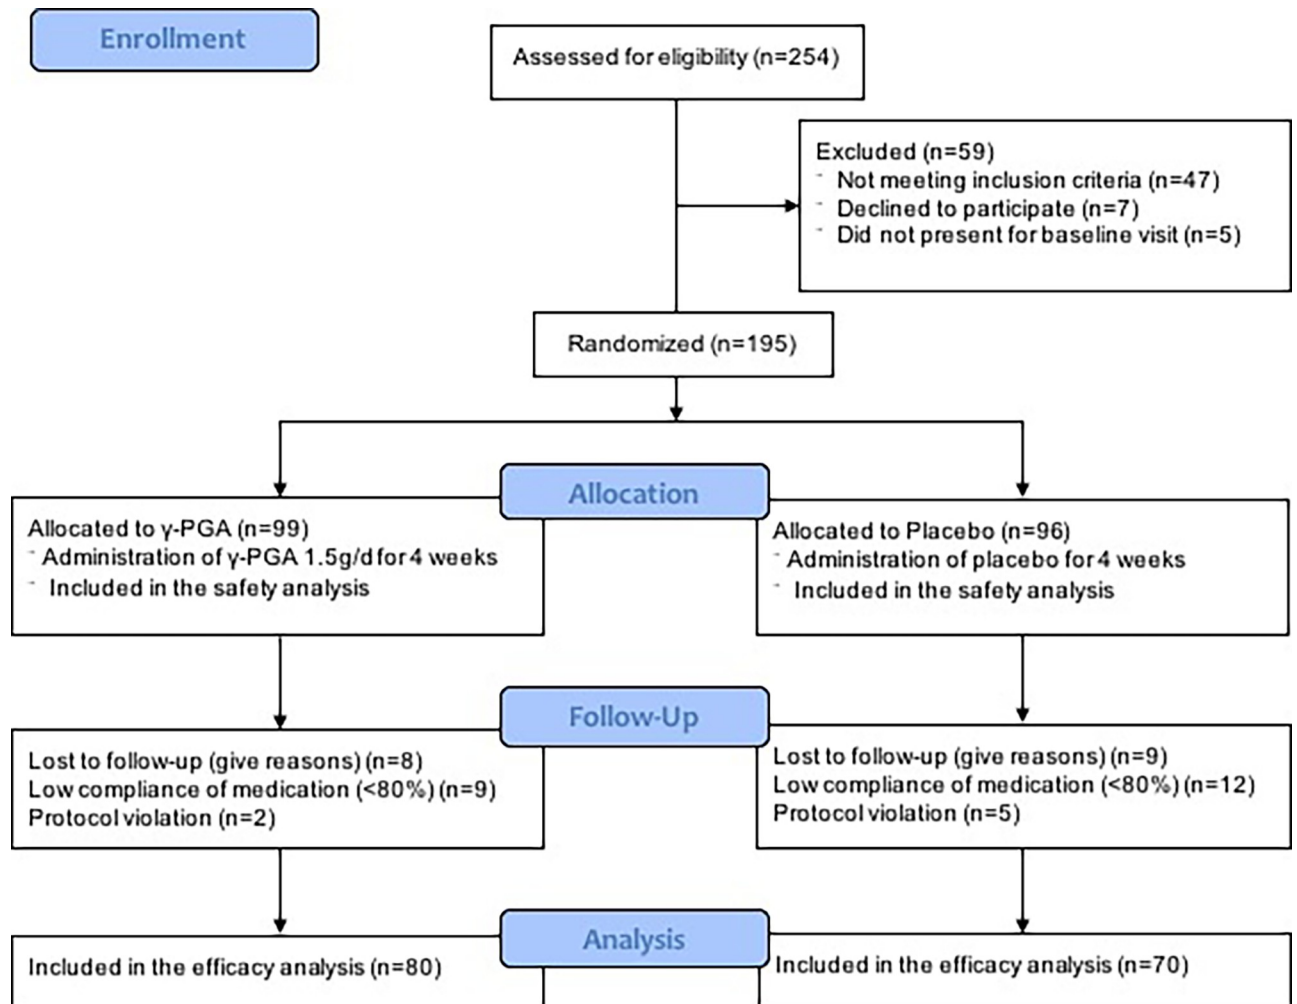 Enrollment
Assessed for eligibility (n=254)
Excluded (n=59)
- Not meeting inclusion criteria (n=47)
- Declined to participate (n=7)
- Did not present for baseline visit (n=5)
Randomized (n=195)
Allocation
Allocated to γ-PGA (n=99)
- Administration of γ-PGA 1.5g/d for 4 weeks
- Included in the safety analysis
Allocated to Placebo (n=96)
- Administration of placebo for 4 weeks
- Included in the safety analysis
Follow-Up
Lost to follow-up (give reasons) (n=8)
Low compliance of medication (<80%) (n=9)
Protocol violation (n=2)
Lost to follow-up (give reasons) (n=9)
Low compliance of medication (<80%) (n=12)
Protocol violation (n=5)
Analysis
Included in the efficacy analysis (n=80)
Included in the efficacy analysis (n=70)